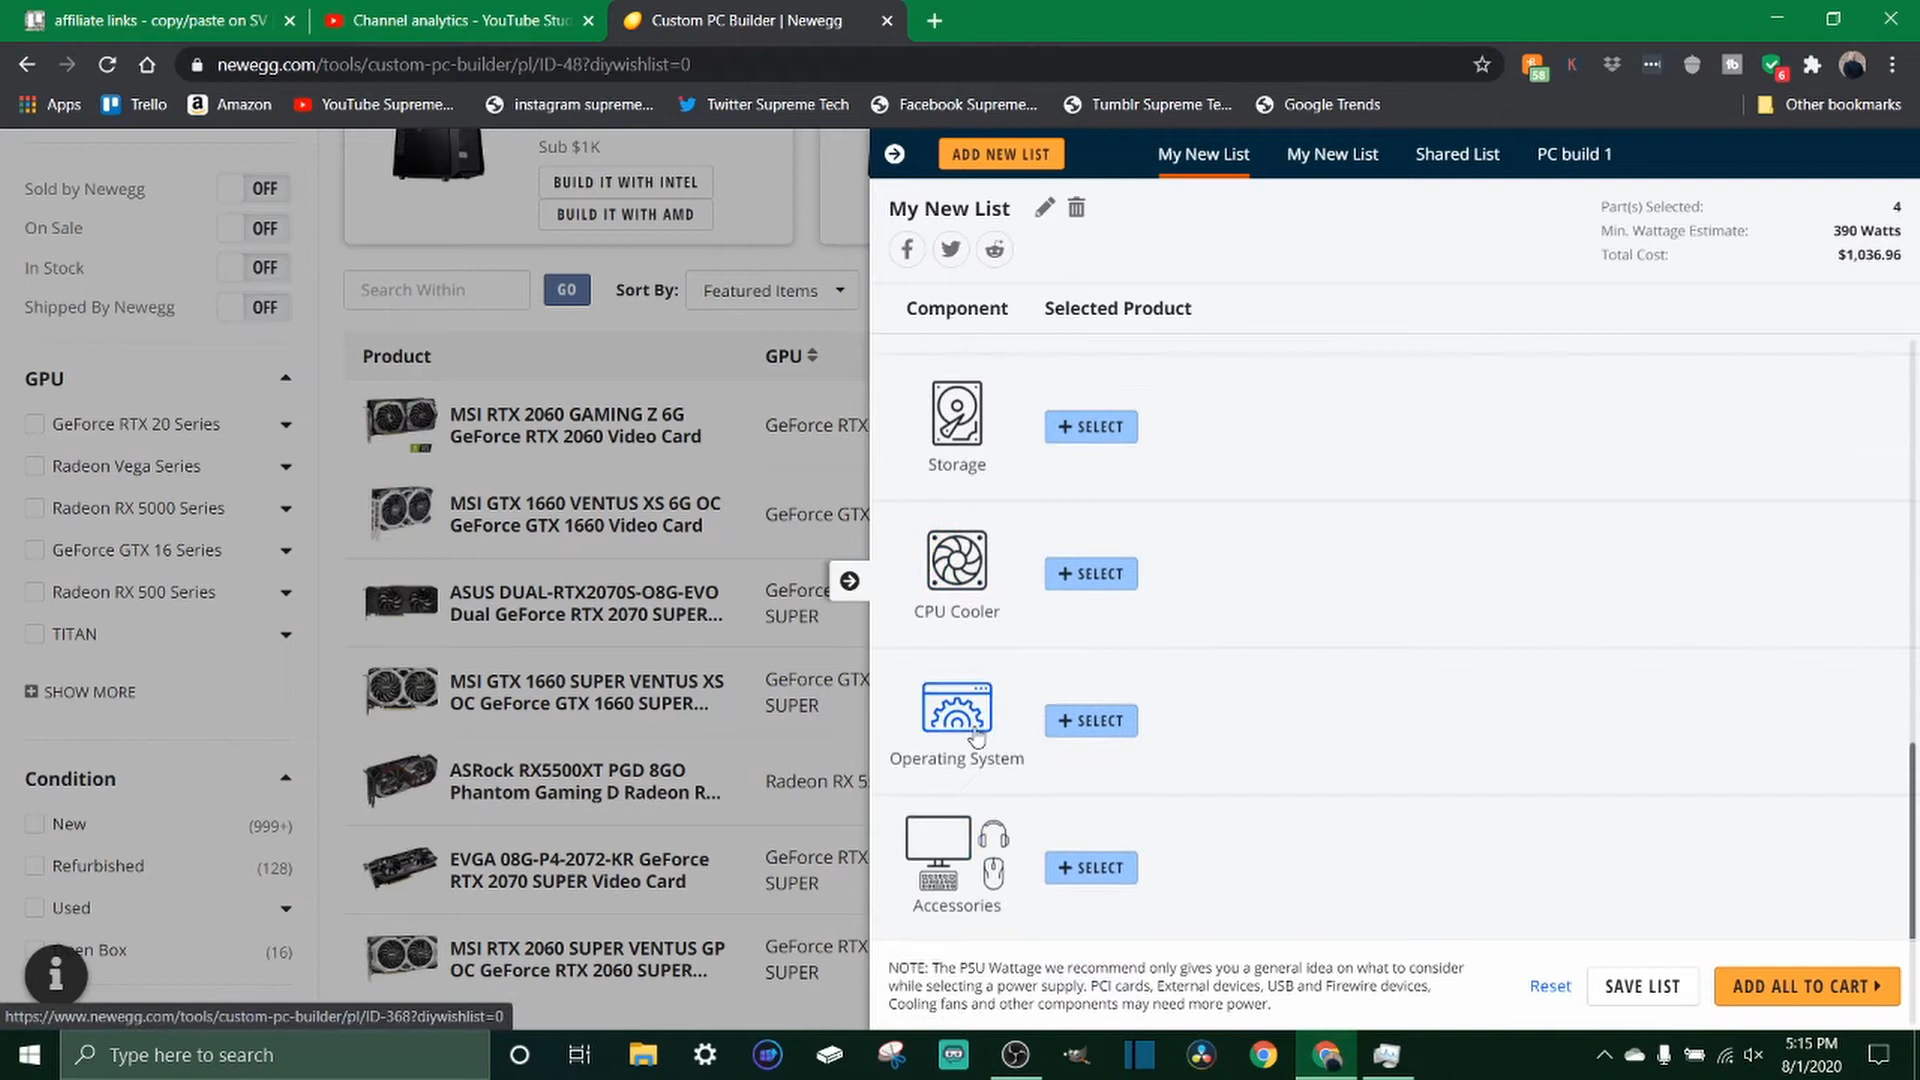 affiliate links - copy/paste on SV
Channel analytics - YouTube Stu
Custom PC Builder | Newegg
newegg.com/tools/custom-pc-builder/pl/ID-48?diywishlist=0
58
K
tb
6
Apps
Trello
Amazon
YouTube Supreme...
instagram supreme...
Twitter Supreme Tech
Facebook Supreme...
Tumblr Supreme Te...
Google Trends
Other bookmarks
Sold by Newegg OFF
On Sale OFF
In Stock OFF
Shipped By Newegg OFF
GPU
GeForce RTX 20 Series
Radeon Vega Series
Radeon RX 5000 Series
GeForce GTX 16 Series
Radeon RX 500 Series
TITAN
SHOW MORE
Condition
New (999+)
Refurbished (128)
Used
en Box (16)
Sub $1K
BUILD IT WITH INTEL
BUILD IT WITH AMD
Search Within
GO
Sort By: Featured Items
Product GPU
MSI RTX 2060 GAMING Z 6G
GeForce RTX 2060 Video Card
GeForce RTX
MSI GTX 1660 VENTUS XS 6G OC
GeForce GTX 1660 Video Card
GeForce GTX
ASUS DUAL-RTX2070S-O8G-EVO
Dual GeForce RTX 2070 SUPER...
GeForce
SUPER
MSI GTX 1660 SUPER VENTUS XS
OC GeForce GTX 1660 SUPER...
GeForce GTX
SUPER
ASRock RX5500XT PGD 8GO
Phantom Gaming D Radeon R...
Radeon RX 5
EVGA 08G-P4-2072-KR GeForce
RTX 2070 SUPER Video Card
GeForce RTX
SUPER
MSI RTX 2060 SUPER VENTUS GP
OC GeForce RTX 2060 SUPER...
GeForce RTX
SUPER
https://www.newegg.com/tools/custom-pc-builder/pl/ID-368?diywishlist=0
ADD NEW LIST
My New List
My New List
Shared List
PC build 1
My New List
Part(s) Selected: 4
Min. Wattage Estimate: 390 Watts
Total Cost: $1,036.96
Component
Selected Product
Storage
+ SELECT
CPU Cooler
+ SELECT
Operating System
+ SELECT
Accessories
+ SELECT
NOTE: The PSU Wattage we recommend only gives you a general idea on what to consider
while selecting a power supply. PCI cards, External devices, USB and Firewire devices,
Cooling fans and other components may need more power.
Reset
SAVE LIST
ADD ALL TO CART
Type here to search
5:15 PM
8/1/2020